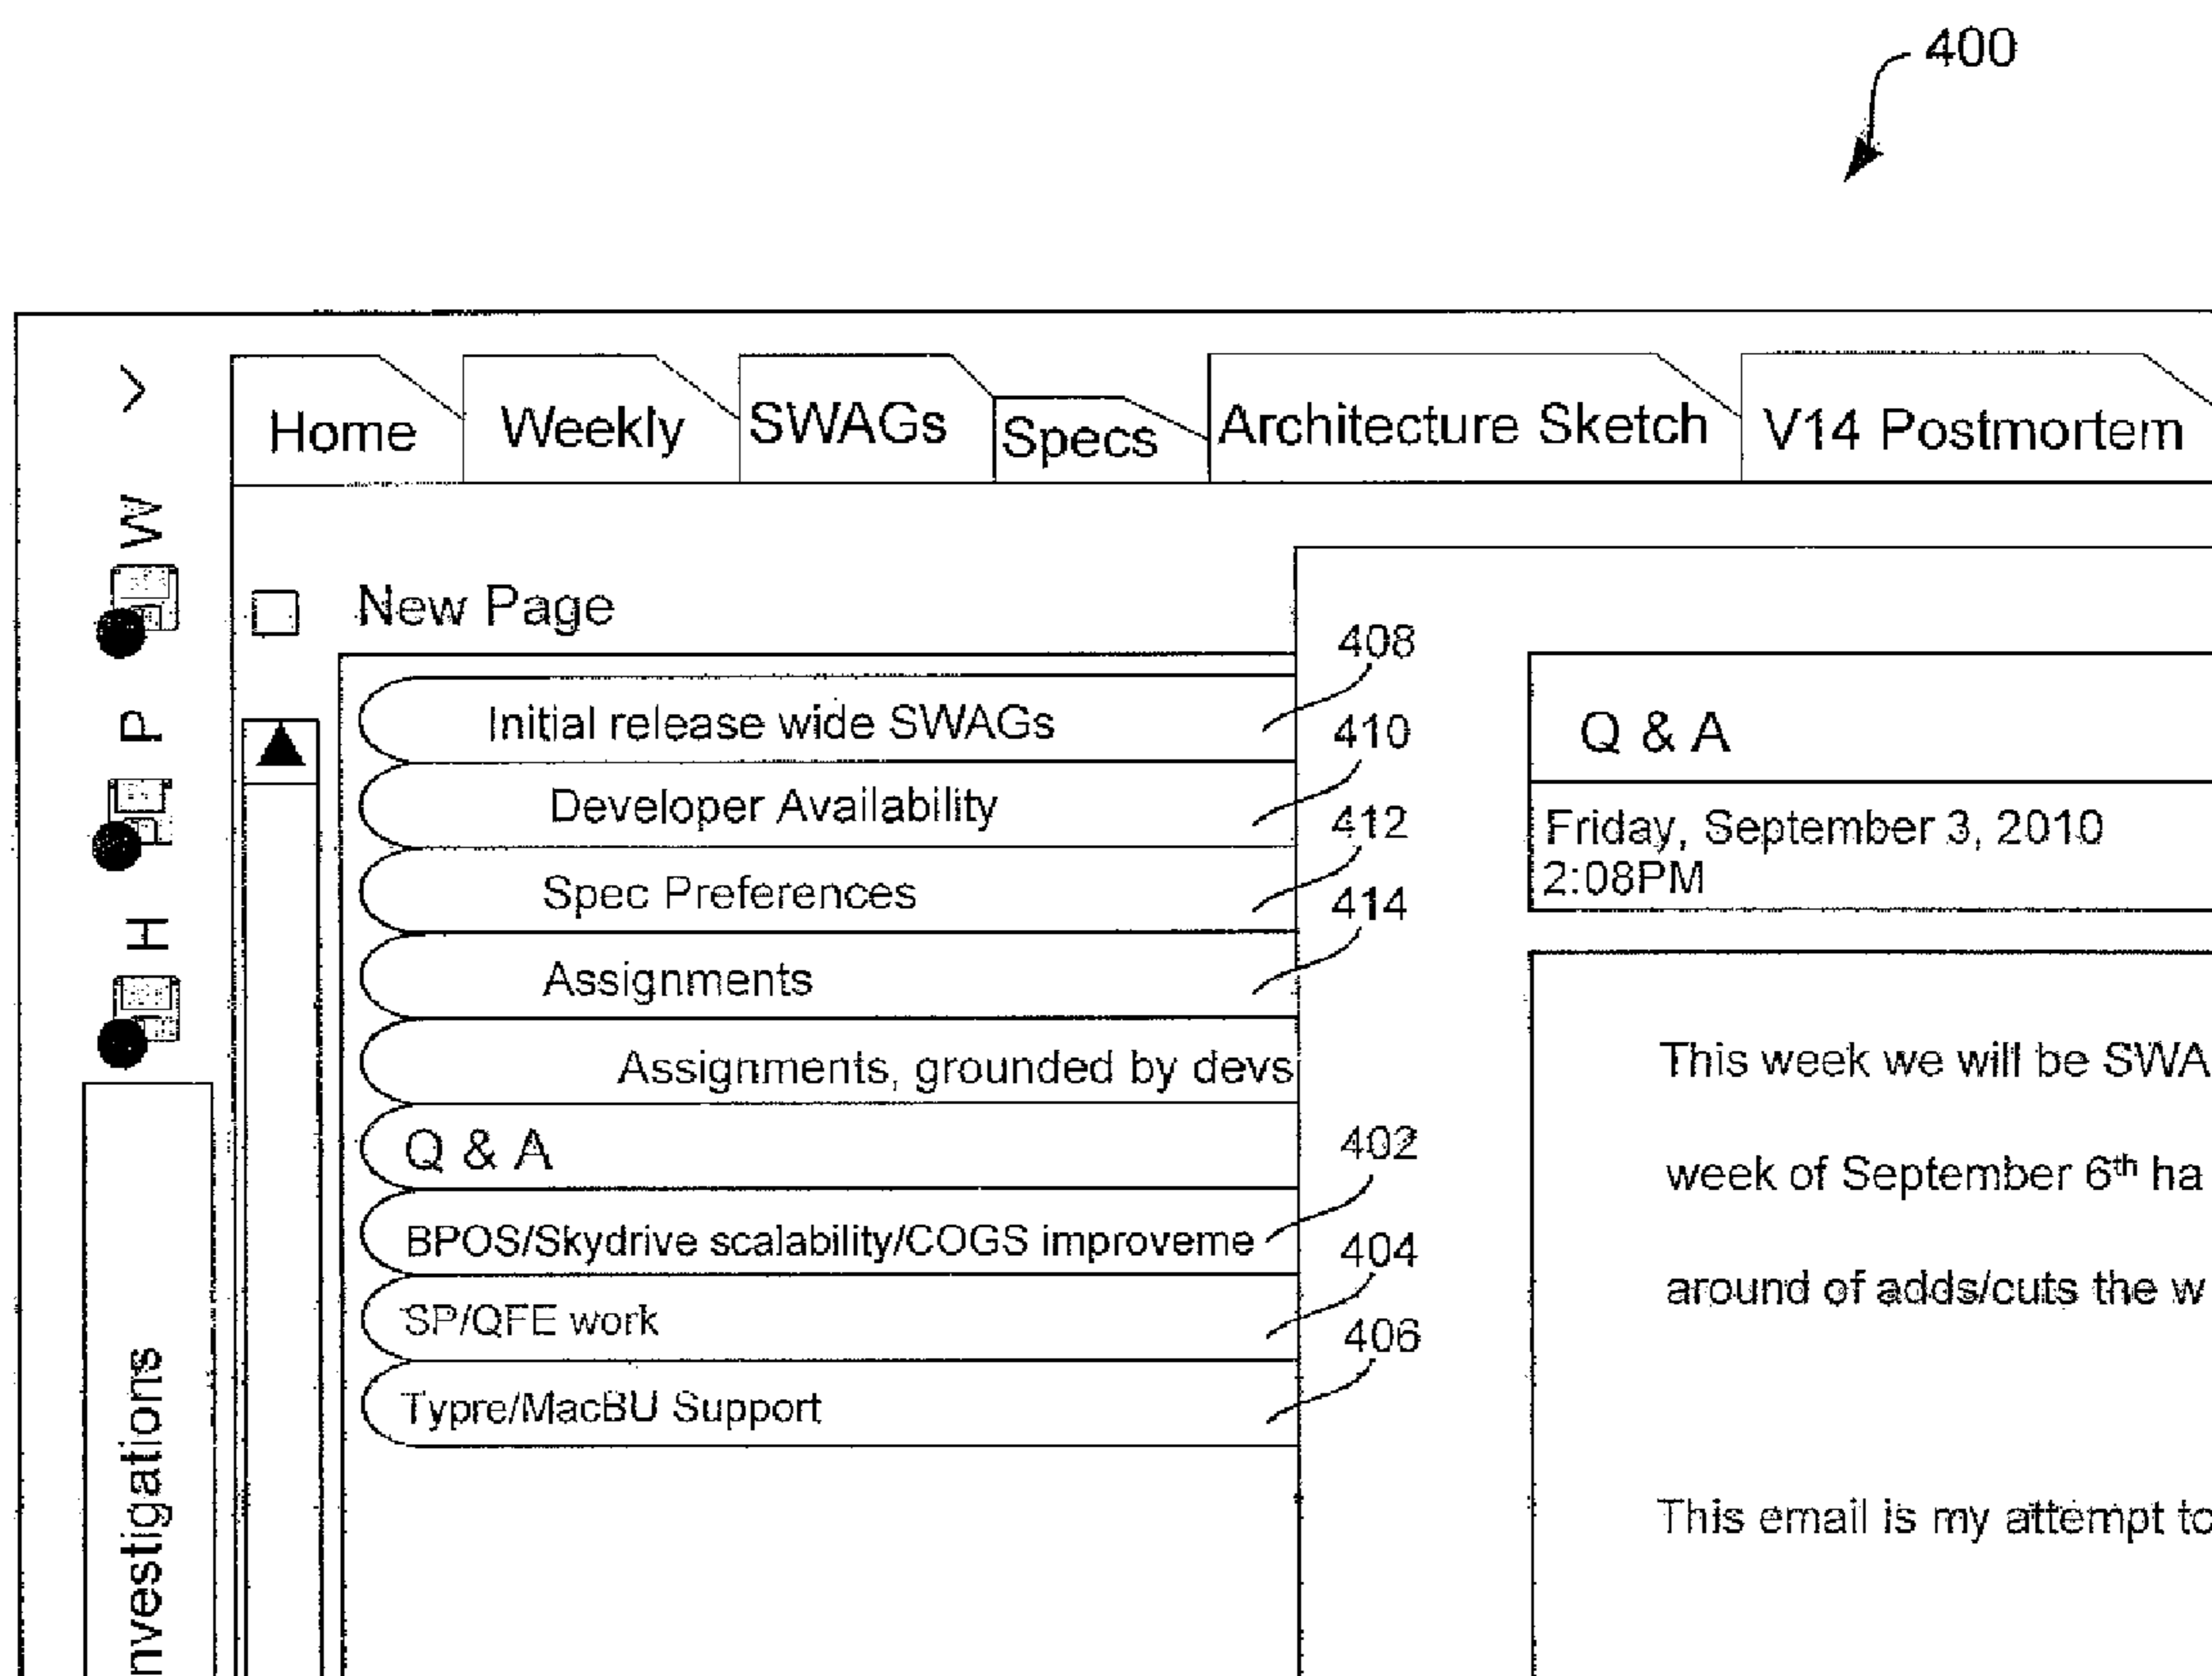 400
Home
Weekly
SWAGs
Specs
Architecture Sketch
V14 Postmortem
W
P
H
nvestigations
New Page
Initial release wide SWAGs
Developer Availability
Spec Preferences
Assignments
Assignments, grounded by devs
Q & A
BPOS/Skydrive scalability/COGS improveme
SP/QFE work
Typre/MacBU Support
408
410
412
414
402
404
406
Q & A
Friday, September 3, 2010
2:08PM
This week we will be SWA
week of September 6th ha
around of adds/cuts the w
This email is my attempt to